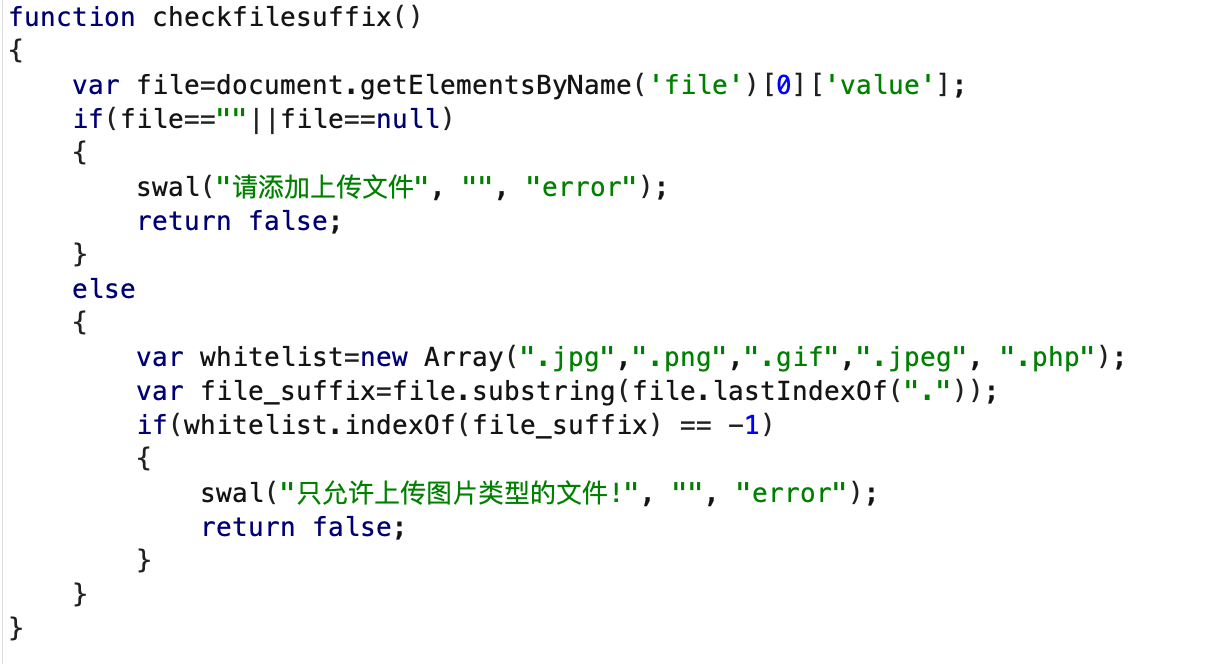 function checkfilesuffix()
{
    var file=document.getElementsByName('file')[0]['value'];
    if(file==""||file==null)
    {
        swal("请添加上传文件", "", "error");
        return false;
    }
    else
    {
        var whitelist=new Array(".jpg",".png",".gif",".jpeg", ".php");
        var file_suffix=file.substring(file.lastIndexOf("."));
        if(whitelist.indexOf(file_suffix) == -1)
        {
            swal("只允许上传图片类型的文件!", "", "error");
            return false;
        }
    }
}